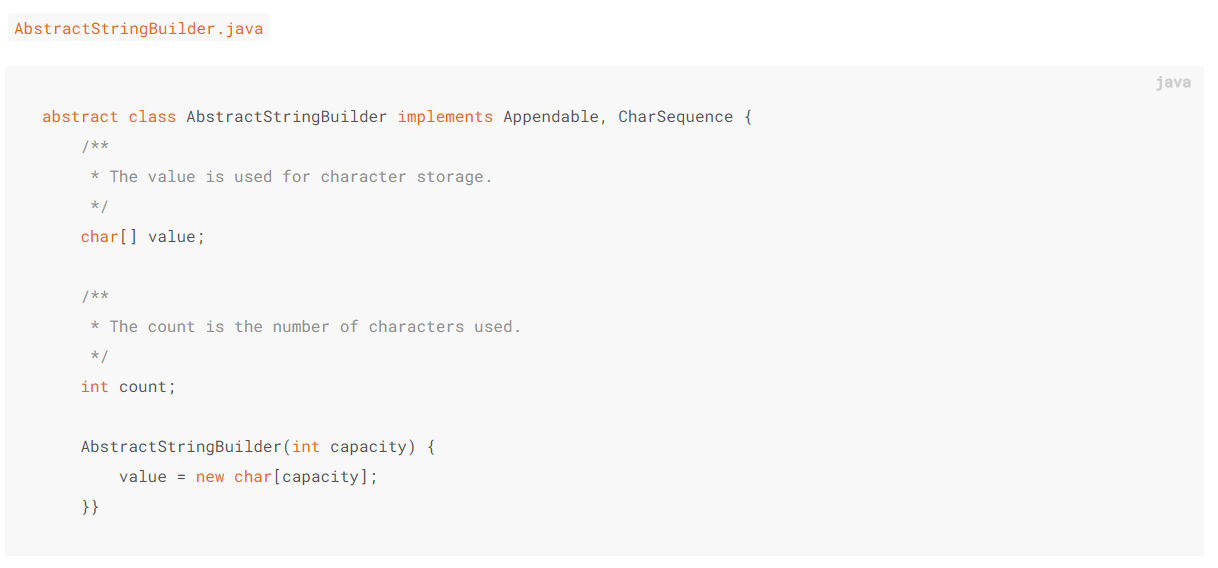 AbstractStringBuilder.java
java
abstract class AbstractStringBuilder implements Appendable, CharSequence {
    /**
     * The value is used for character storage.
     */
    char[] value;

    /**
     * The count is the number of characters used.
     */
    int count;

    AbstractStringBuilder(int capacity) {
        value = new char[capacity];
    }}